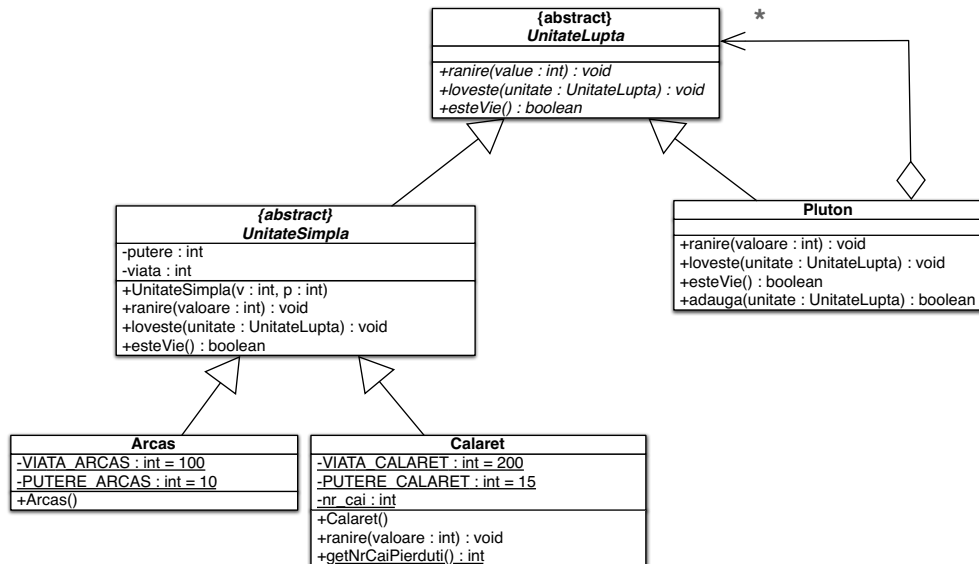 {abstract}
UnitateLupta
+ranire(value : int) : void
+loveste(unitate : UnitateLupta) : void
+esteVie() : boolean
*
{abstract}
UnitateSimpla
-putere : int
-viata : int
+UnitateSimpla(v : int, p : int)
+ranire(valoare : int) : void
+loveste(unitate : UnitateLupta) : void
+esteVie() : boolean
Pluton
+ranire(valoare : int) : void
+loveste(unitate : UnitateLupta) : void
+esteVie() : boolean
+adauga(unitate : UnitateLupta) : boolean
Arcas
-VIATA_ARCAS : int = 100
-PUTERE_ARCAS : int = 10
+Arcas()
Calaret
-VIATA_CALARET : int = 200
-PUTERE_CALARET : int = 15
-nr_cai : int
+Calaret()
+ranire(valoare : int) : void
+getNrCaiPierduti() : int